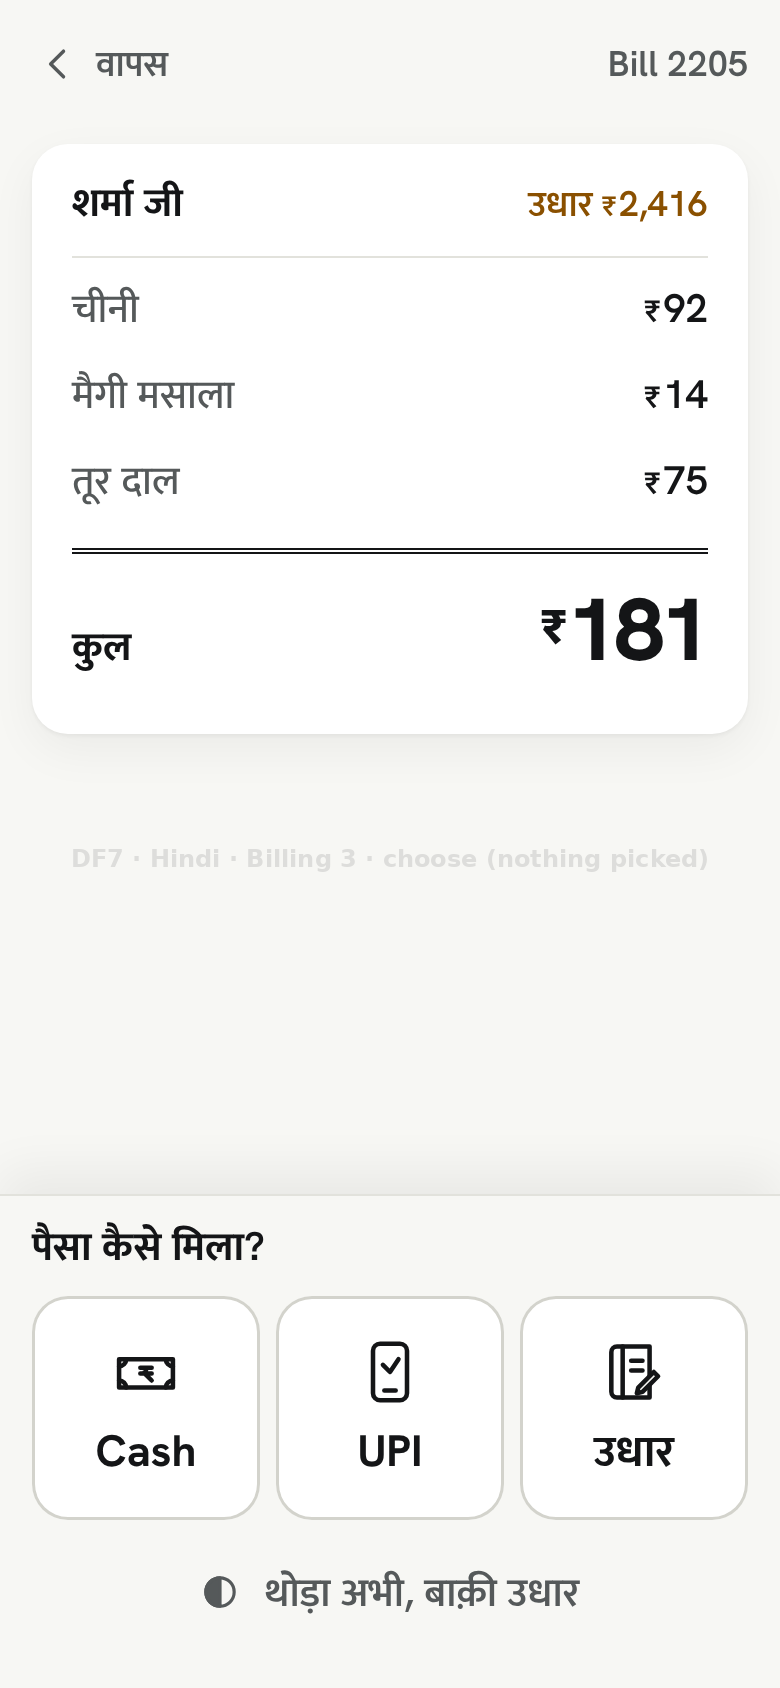 वापस Bill 2205
शर्मा जी उधार ₹2,416
चीनी ₹92
मैगी मसाला ₹14
तूर दाल ₹75
कुल ₹181
DF7 · Hindi · Billing 3 · choose (nothing picked)
पैसा कैसे मिला?
₹
Cash UPI उधार
थोड़ा अभी, बाक़ी उधार